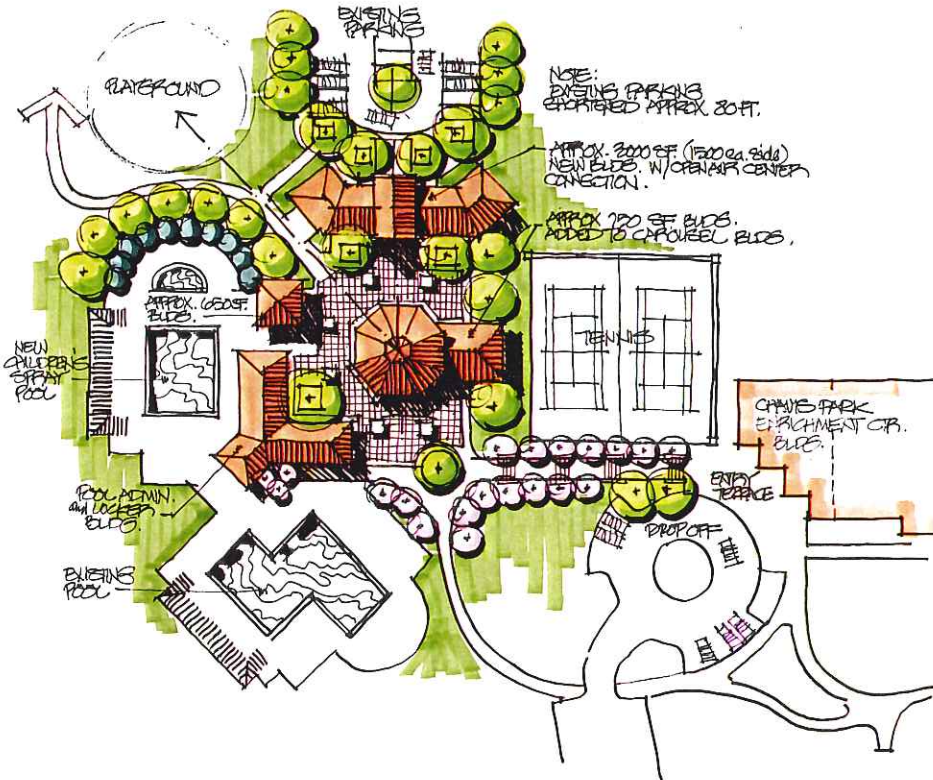 EXISTING
PARKING
PLAYGROUND
NOTE:
EXISTING PARKING
SHORTENED APPROX. 30 FT.
APPROX. 3000 SF. (1500 ea. side)
NEW BLDG. W/ OPEN AIR CENTER
CONNECTION.
APPROX 750 SF. BLDG.
ADDED TO CAROUSEL BLDG.
APPROX. 650 SF.
BLDG.
TENNIS
NEW
CHILDREN'S
SPRAY
POOL
CHAVIS PARK
ENRICHMENT CTR.
BLDG.
ENTRY
TERRACE
POOL ADMIN.
and LOCKER
BLDG.
DROP OFF
EXISTING
POOL